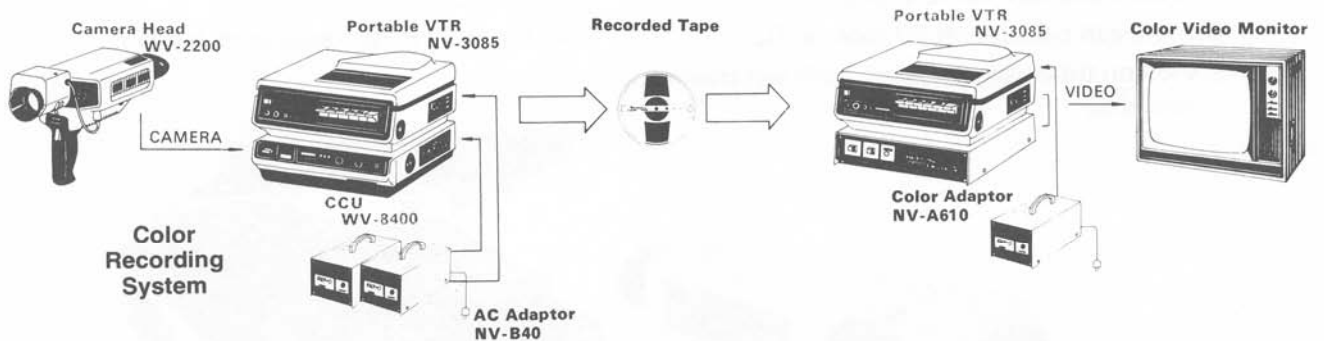 Camera Head
WV-2200
CAMERA
Portable VTR
NV-3085
CCU
WV-8400
Color
Recording
System
AC Adaptor
NV-B40
Recorded Tape
Portable VTR
NV-3085
Color Adaptor
NV-A610
VIDEO
Color Video Monitor